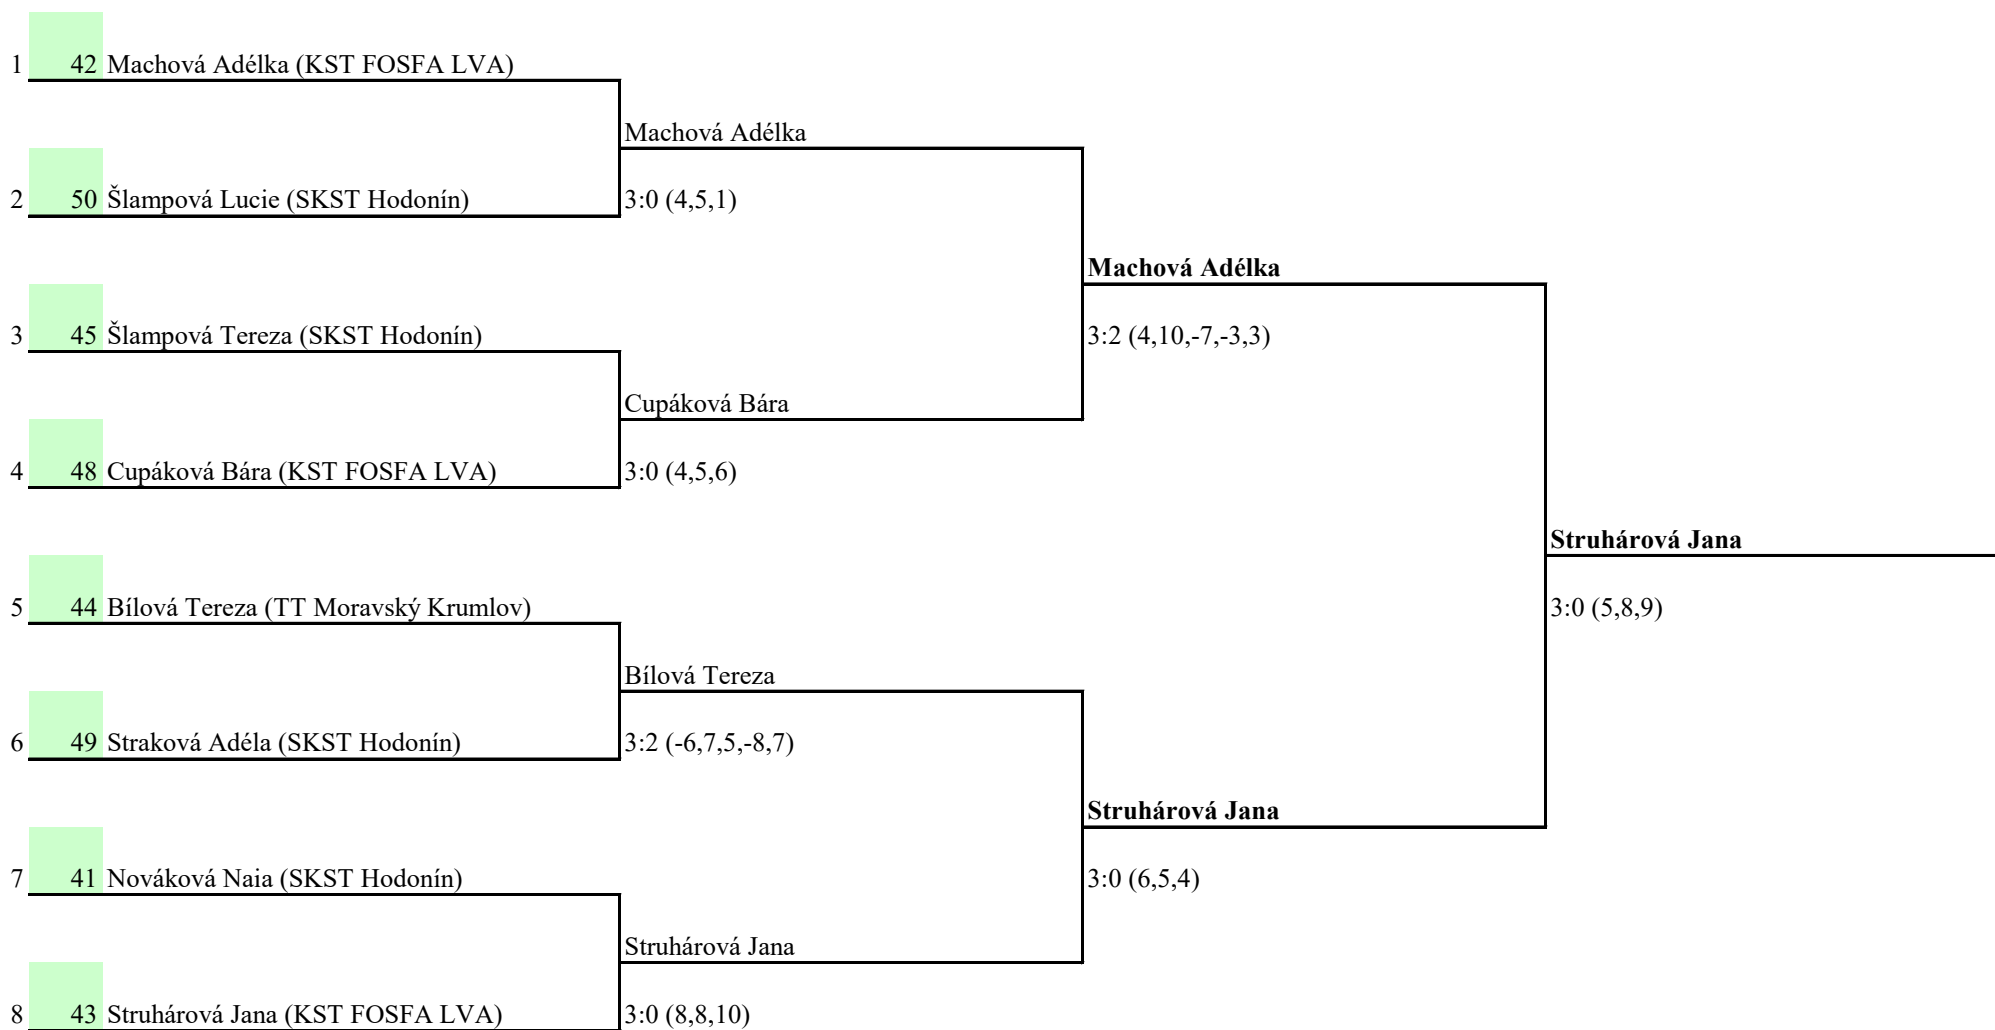 1 42 Machová Adélka (KST FOSFA LVA)
Machová Adélka
2 50 Šlampová Lucie (SKST Hodonín) 3:0 (4,5,1)
Machová Adélka
3 45 Šlampová Tereza (SKST Hodonín) 3:2 (4,10,-7,-3,3)
Cupáková Bára
4 48 Cupáková Bára (KST FOSFA LVA) 3:0 (4,5,6)
Struhárová Jana
5 44 Bílová Tereza (TT Moravský Krumlov) 3:0 (5,8,9)
Bílová Tereza
6 49 Straková Adéla (SKST Hodonín) 3:2 (-6,7,5,-8,7)
Struhárová Jana
7 41 Nováková Naia (SKST Hodonín) 3:0 (6,5,4)
Struhárová Jana
8 43 Struhárová Jana (KST FOSFA LVA) 3:0 (8,8,10)